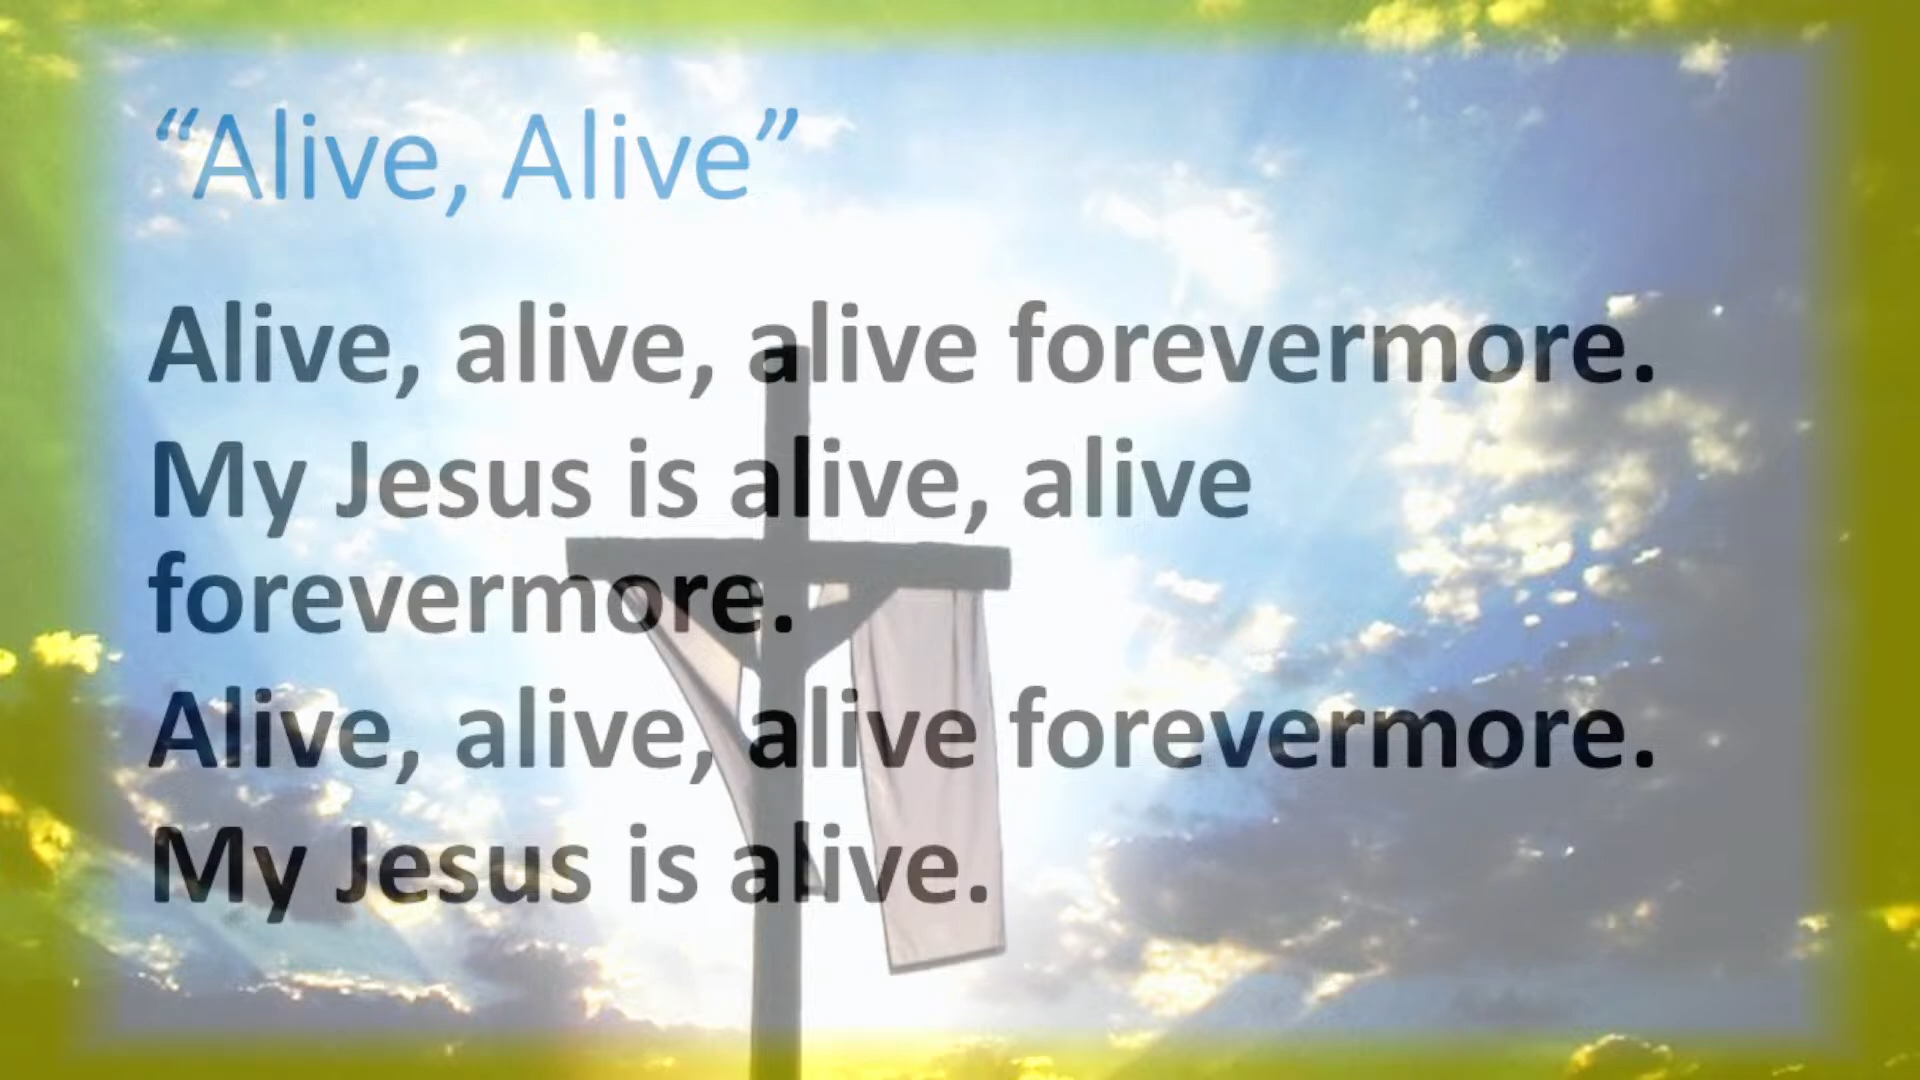 “Alive, Alive”
Alive, alive, alive forevermore.
My Jesus is alive, alive
forevermore.
Alive, alive, alive forevermore.
My Jesus is alive.